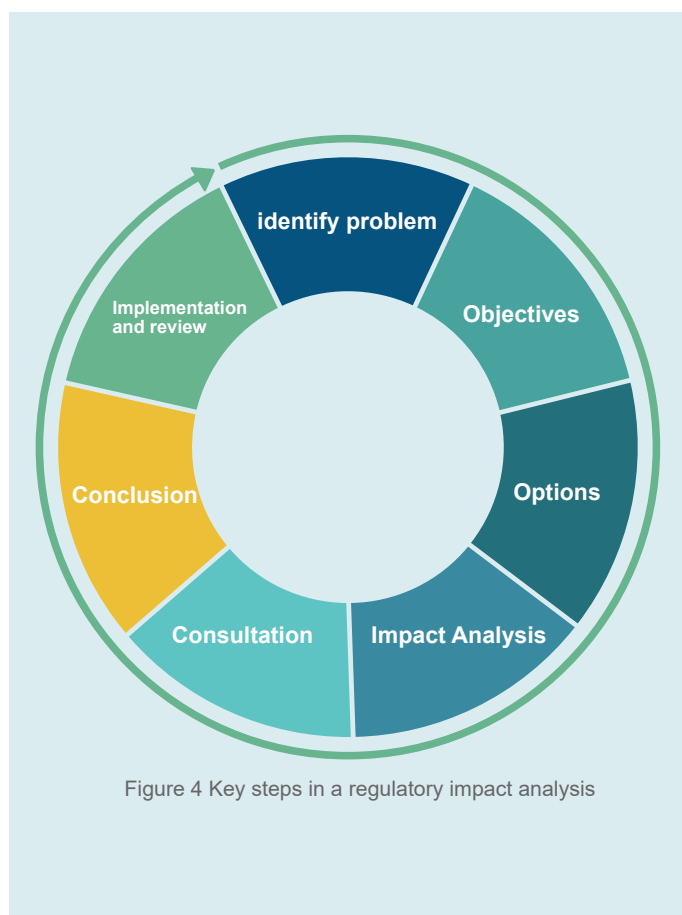 identify problem
Objectives
Options
Impact Analysis
Consultation
Conclusion
Implementation
and review
Figure 4 Key steps in a regulatory impact analysis